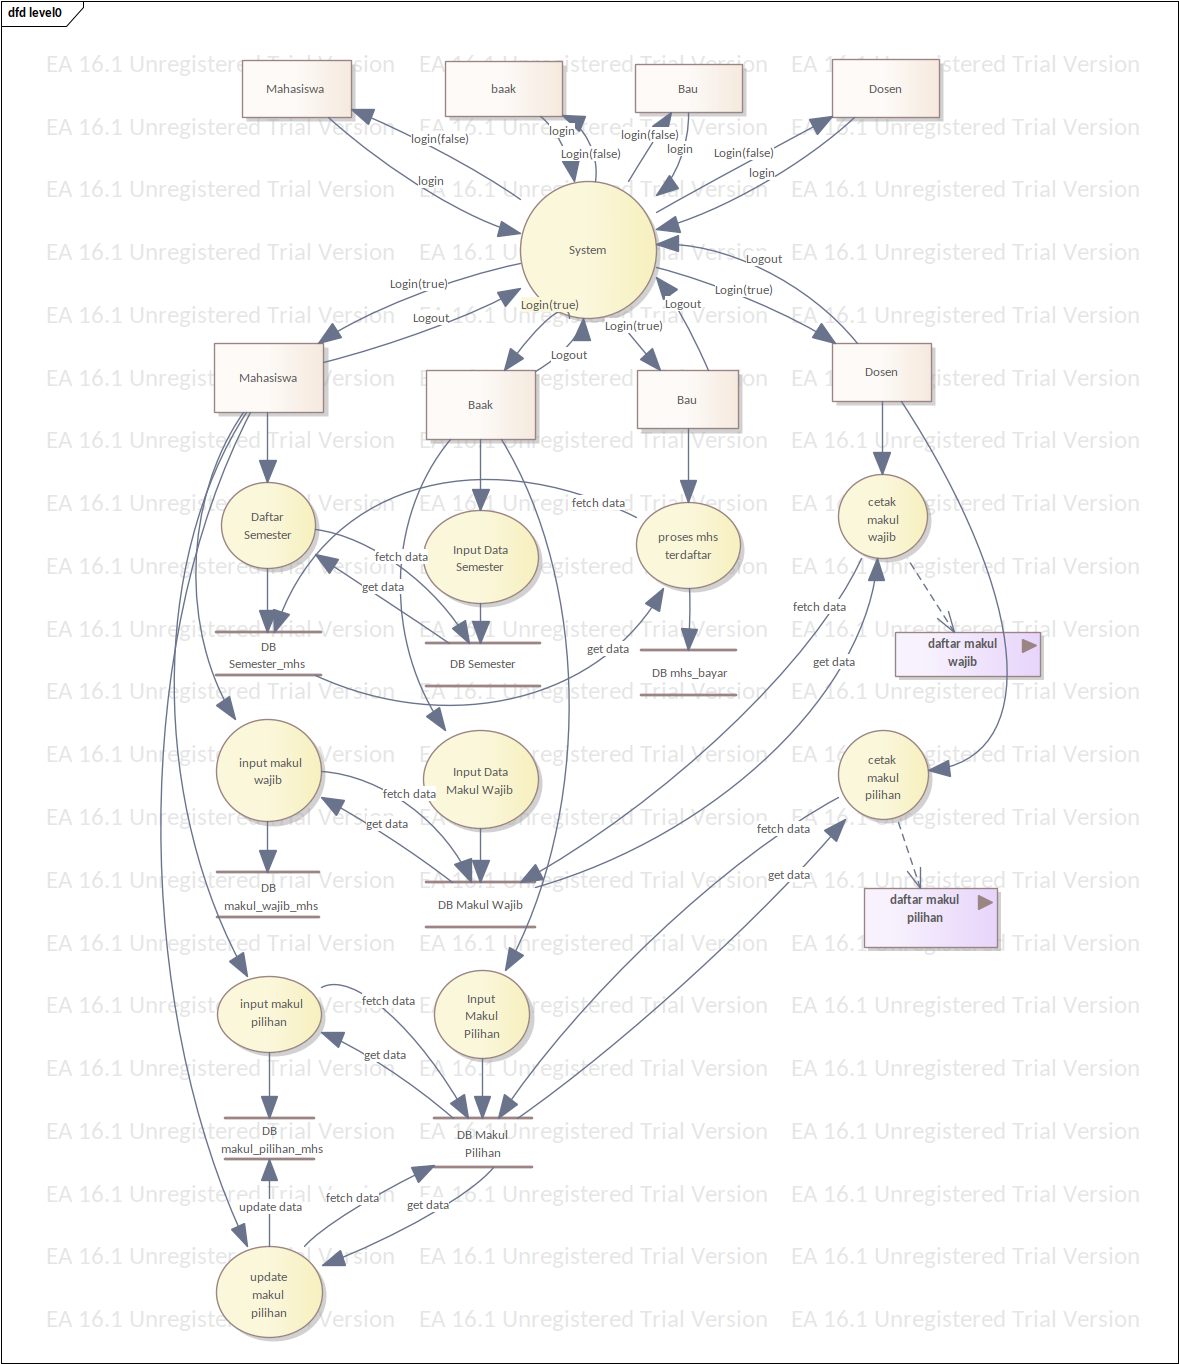 dfd level0
EA 16.1 Unregistered Trial Version
Mahasiswa
baak
Bau
Dosen
login(false)
login
login
Login(false)
login(false)
login
Login(false)
login
System
Login(true)
Logout
Login(true)
Logout
Login(true)
Logout
Login(true)
Logout
Mahasiswa
Baak
Bau
Dosen
Daftar
Semester
fetch data
get data
Input Data
Semester
fetch data
proses mhs
terdaftar
cetak
makul
wajib
DB
Semester_mhs
DB Semester
get data
DB mhs_bayar
fetch data
get data
daftar makul
wajib
input makul
wajib
fetch data
get data
Input Data
Makul Wajib
cetak
makul
pilihan
fetch data
get data
DB
makul_wajib_mhs
DB Makul Wajib
daftar makul
pilihan
input makul
pilihan
fetch data
get data
Input
Makul
Pilihan
DB
makul_pilihan_mhs
DB Makul
Pilihan
update data
fetch data
get data
update
makul
pilihan